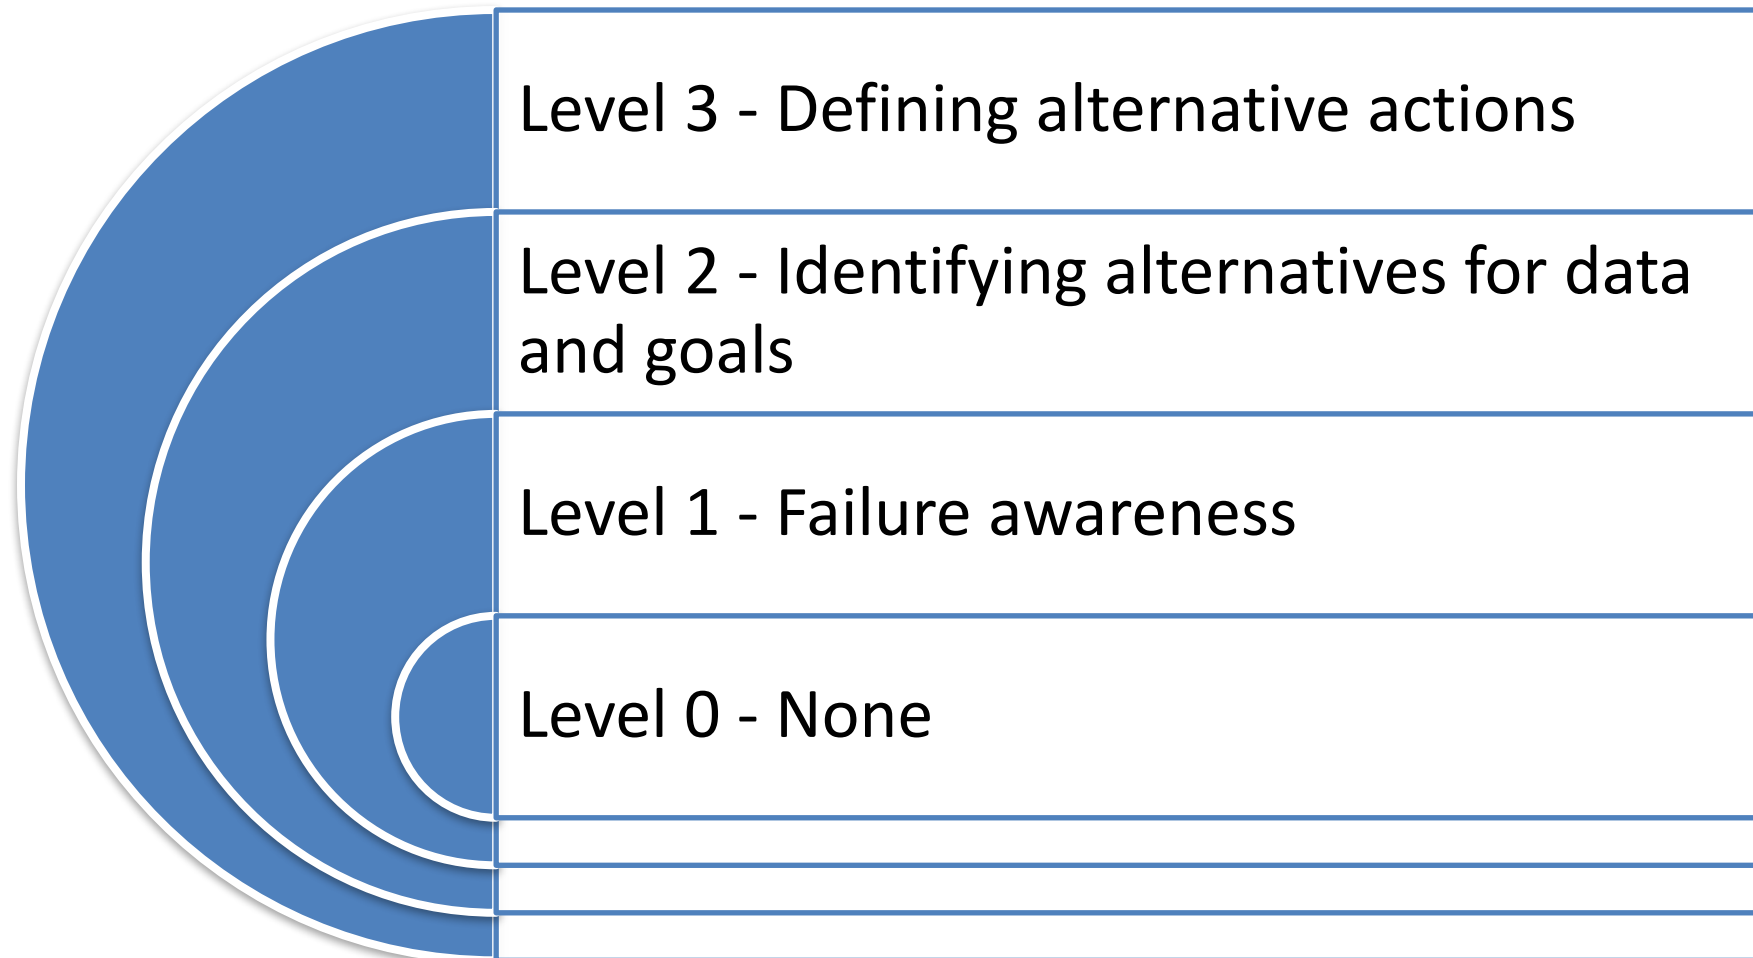 Level 3 - Defining alternative actions
Level 2 - Identifying alternatives for data
and goals
Level 1 - Failure awareness
Level 0 - None